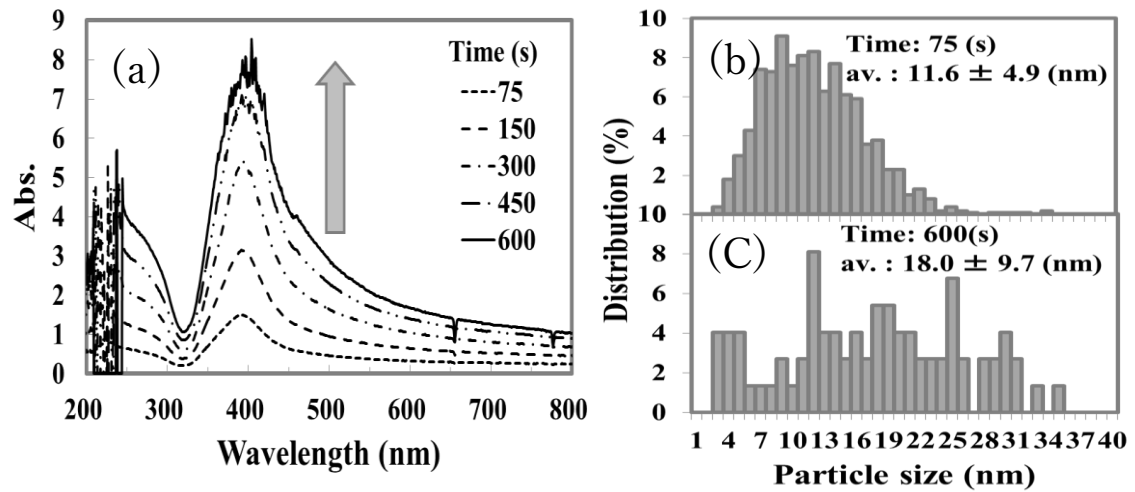 9
8
7
6
5
4
3
2
1
0
Abs.
(a)
Time (s)
75
150
300
450
600
200 300 400 500 600 700 800
Wavelength (nm)
Distribution (%)
10
8
6
4
2
(b)
Time: 75 (s)
av. : 11.6 ± 4.9 (nm)
10
8
6
4
2
0
(C)
Time: 600(s)
av. : 18.0 ± 9.7 (nm)
1 4 7 10 13 16 19 22 25 28 31 34 37 40
Particle size (nm)